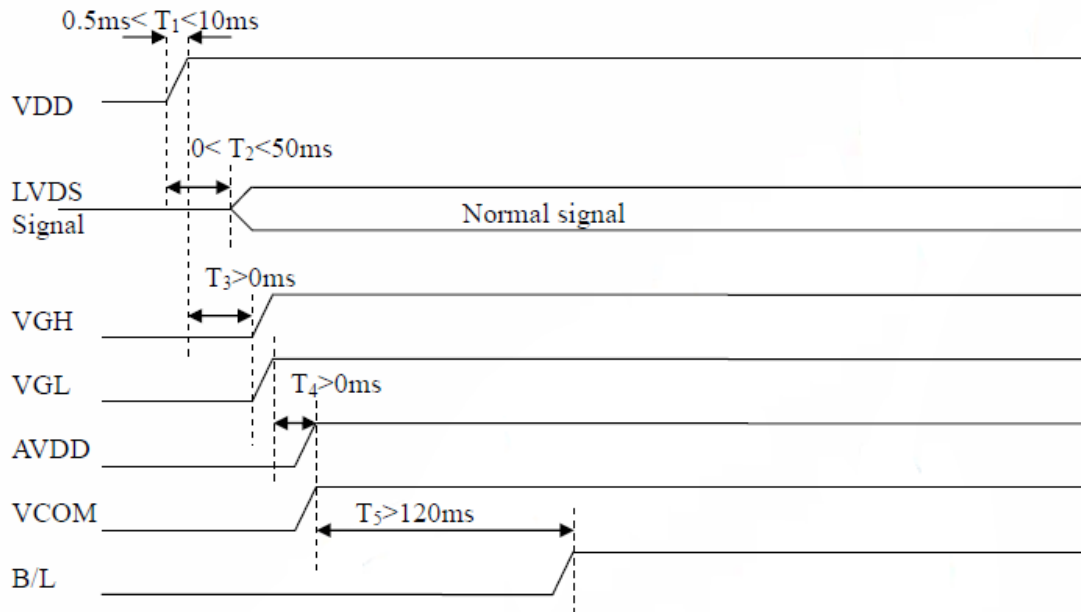 0.5ms< T₁<10ms
VDD
0< T₂<50ms
LVDS
Signal
Normal signal
T₃>0ms
VGH
VGL
T₄>0ms
AVDD
VCOM
T₅>120ms
B/L